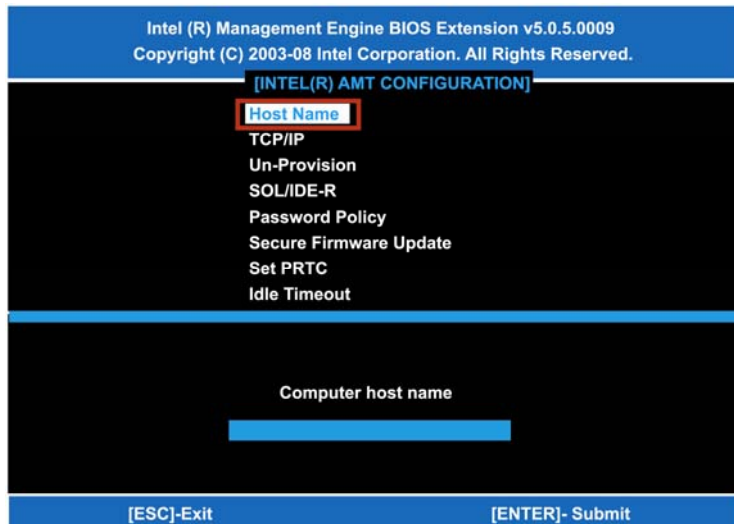 Intel (R) Management Engine BIOS Extension v5.0.5.0009
Copyright (C) 2003-08 Intel Corporation. All Rights Reserved.
[INTEL(R) AMT CONFIGURATION]
Host Name
TCP/IP
Un-Provision
SOL/IDE-R
Password Policy
Secure Firmware Update
Set PRTC
Idle Timeout
Computer host name
[ESC]-Exit [ENTER]- Submit